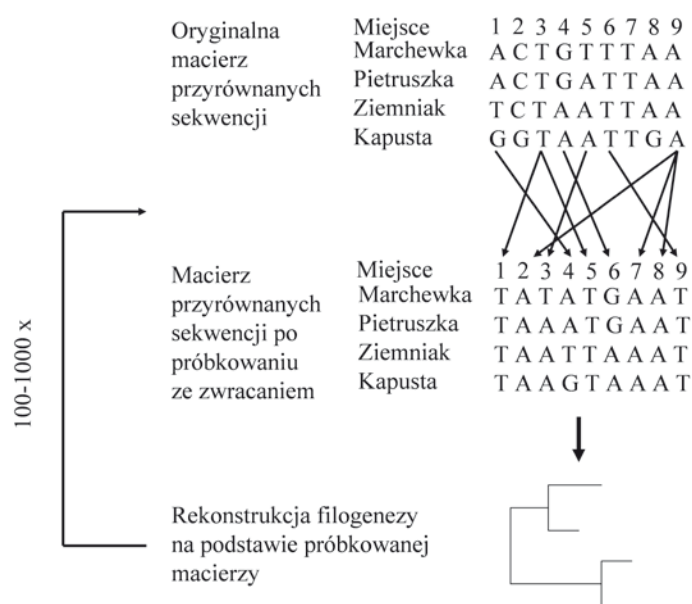 Oryginalna
macierz
przyrównanych
sekwencji
Miejsce 1 2 3 4 5 6 7 8 9
Marchewka A C T G T T T A A
Pietruszka A C T G A T T A A
Ziemniak T C T A A T T A A
Kapusta G G T A A T T G A
100-1000 x
Macierz
przyrównanych
sekwencji po
próbkowaniu
ze zwracaniem
Miejsce 1 2 3 4 5 6 7 8 9
Marchewka T A T A T G A A T
Pietruszka T A A A T G A A T
Ziemniak T A A T T A A A T
Kapusta T A A G T A A A T
Rekonstrukcja filogenezy
na podstawie próbkowanej
macierzy